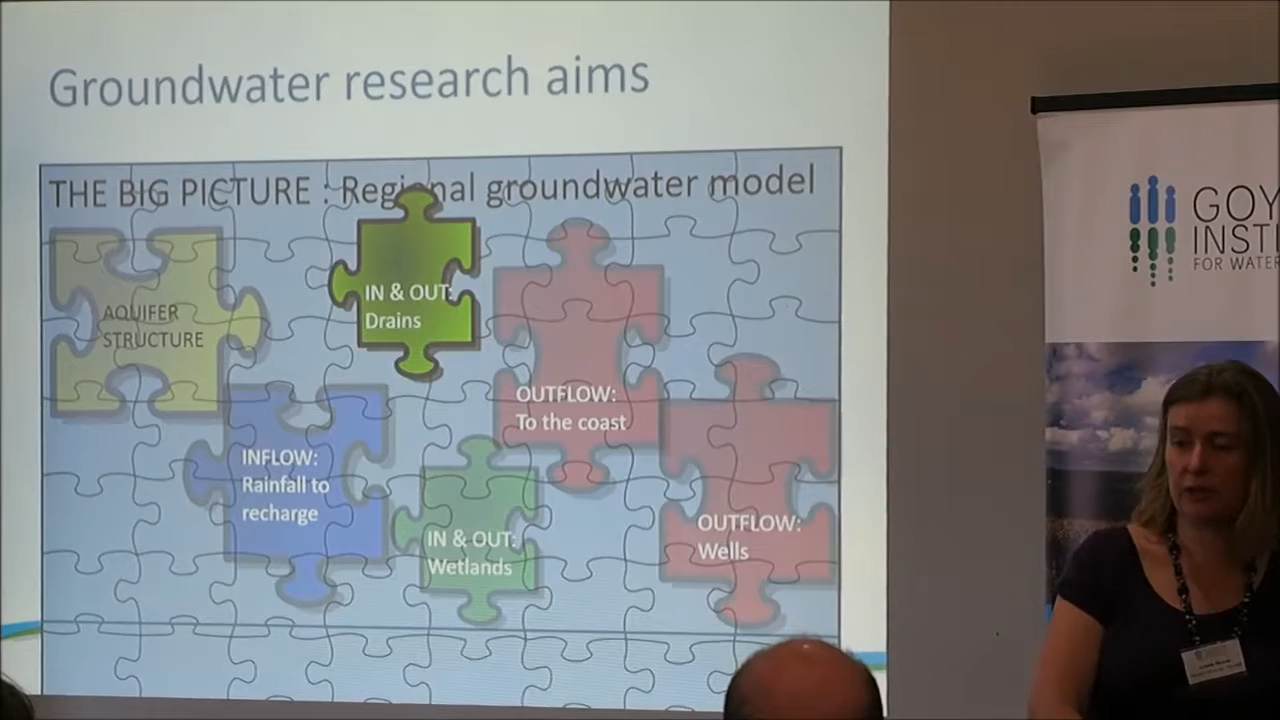 Groundwater research aims
THE BIG PICTURE : Regional groundwater model
AQUIFER
STRUCTURE
IN & OUT:
Drains
OUTFLOW:
To the coast
INFLOW:
Rainfall to
recharge
IN & OUT:
Wetlands
OUTFLOW:
Wells
GOY
INSTI
FOR WATER